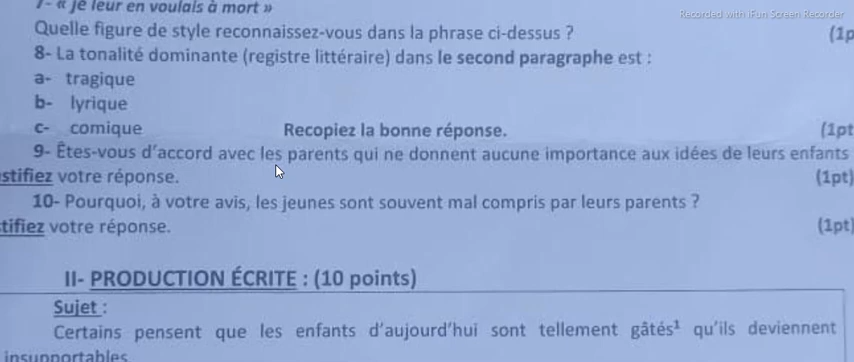 7- « je leur en voulais à mort »
Recorded with iFun Screen Recorder
Quelle figure de style reconnaissez-vous dans la phrase ci-dessus ? (1p
8- La tonalité dominante (registre littéraire) dans le second paragraphe est :
a- tragique
b- lyrique
c- comique Recopiez la bonne réponse. (1pt
9- Êtes-vous d'accord avec les parents qui ne donnent aucune importance aux idées de leurs enfants
stifiez votre réponse. (1pt)
10- Pourquoi, à votre avis, les jeunes sont souvent mal compris par leurs parents ?
tifiez votre réponse. (1pt)
II- PRODUCTION ÉCRITE : (10 points)
Sujet :
Certains pensent que les enfants d'aujourd'hui sont tellement gâtés¹ qu'ils deviennent
insupportables